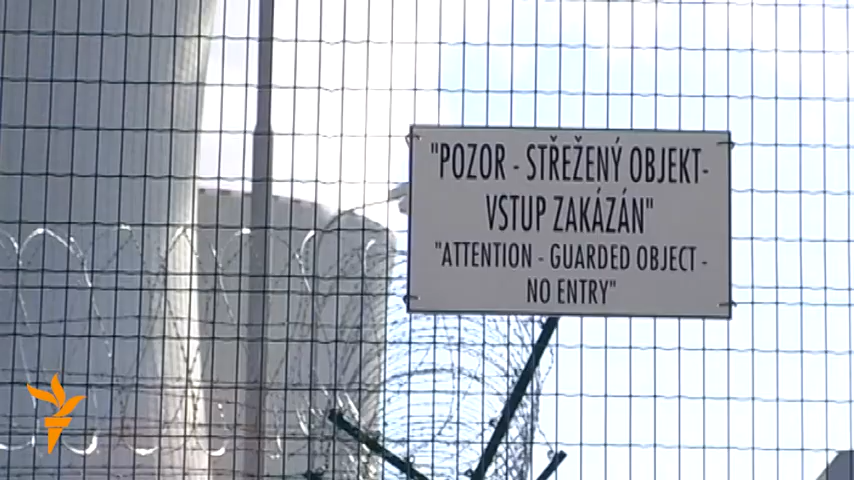 "POZOR - STŘEŽENÝ OBJEKT-
VSTUP ZAKÁZÁN"
"ATTENTION - GUARDED OBJECT -
NO ENTRY"